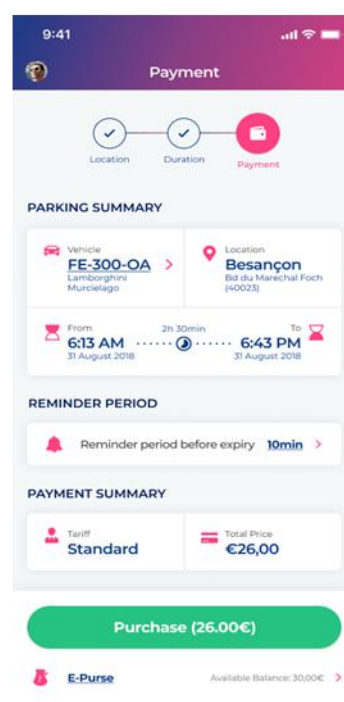 9:41
Payment
Location Duration Payment
PARKING SUMMARY
Vehicle
FE-300-OA
Lamborghini
Murcielago
Location
Besançon
Bd du Marechal Foch
(40023)
From
6:13 AM
31 August 2018
2h 30min
To
6:43 PM
31 August 2018
REMINDER PERIOD
Reminder period before expiry 10min
PAYMENT SUMMARY
Tariff
Standard
Total Price
€26,00
Purchase (26.00€)
E-Purse
Available Balance: 30,00€